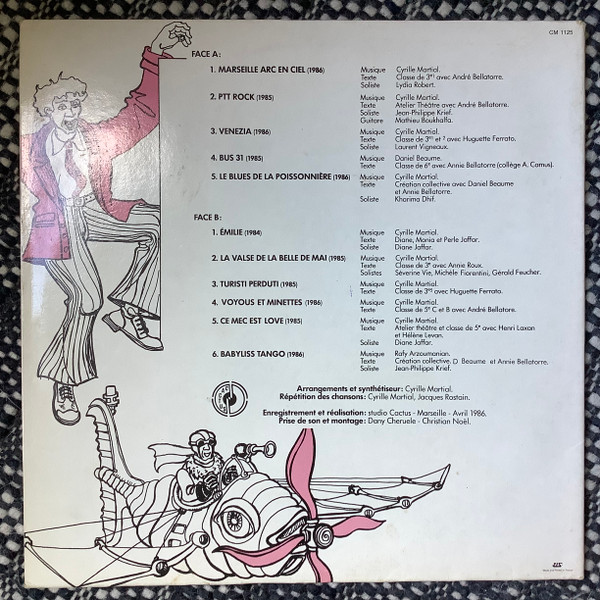 CM 1125
FACE A :
1. MARSEILLE ARC EN CIEL (1986) Musique Cyrille Martial.
Texte Classe de 3es avec André Bellatorre.
Soliste Lydia Robert.
2. PTT ROCK (1985) Musique Cyrille Martial.
Texte Atelier Théâtre avec André Bellatorre.
Soliste Jean-Philippe Krief.
Guitare Mathieu Boukhalfa.
3. VENEZIA (1986) Musique Cyrille Martial.
Texte Classe de 3es et 2 avec Huguette Ferrato.
Soliste Laurent Vigneaux.
4. BUS 31 (1985) Musique Daniel Beaume.
Texte Classe de 6e avec Annie Bellatorre (collège A. Camus).
5. LE BLUES DE LA POISSONNIÈRE (1986) Musique Cyrille Martial.
Texte Création collective avec Daniel Beaume
et Annie Bellatorre.
Soliste Khorima Dhif.
FACE B :
1. ÉMILIE (1984) Musique Cyrille Martial.
Texte Diane, Mania et Perle Jaffar.
Soliste Diane Jaffar.
2. LA VALSE DE LA BELLE DE MAI (1985) Musique Cyrille Martial.
Texte Classe de 3e avec Annie Roux.
Solistes Séverine Vie, Michèle Fiorentini, Gérald Feucher.
3. TURISTI PERDUTI (1985) Musique Cyrille Martial.
Texte Classe de 3es avec Huguette Ferrato.
4. VOYOUS ET MINETTES (1986) Musique Cyrille Martial.
Texte Classe de 5e C et B avec André Bellatore.
5. CE MEC EST LOVE (1985) Musique Cyrille Martial.
Texte Atelier théâtre et classe de 5e avec Henri Laxan
et Hélène Levan.
Soliste Diane Jaffar.
6. BABYLISS TANGO (1986) Musique Rafy Arzoumanian.
Texte Création collective. D. Beaume et Annie Bellatorre.
Soliste Jean-Philippe Krief.
Arrangements et synthétiseur : Cyrille Martial.
Répétition des chansons : Cyrille Martial, Jacques Rostain.
Enregistrement et réalisation : studio Cactus - Marseille - Avril 1986.
Prise de son et montage : Dany Cheruele - Christian Noël.